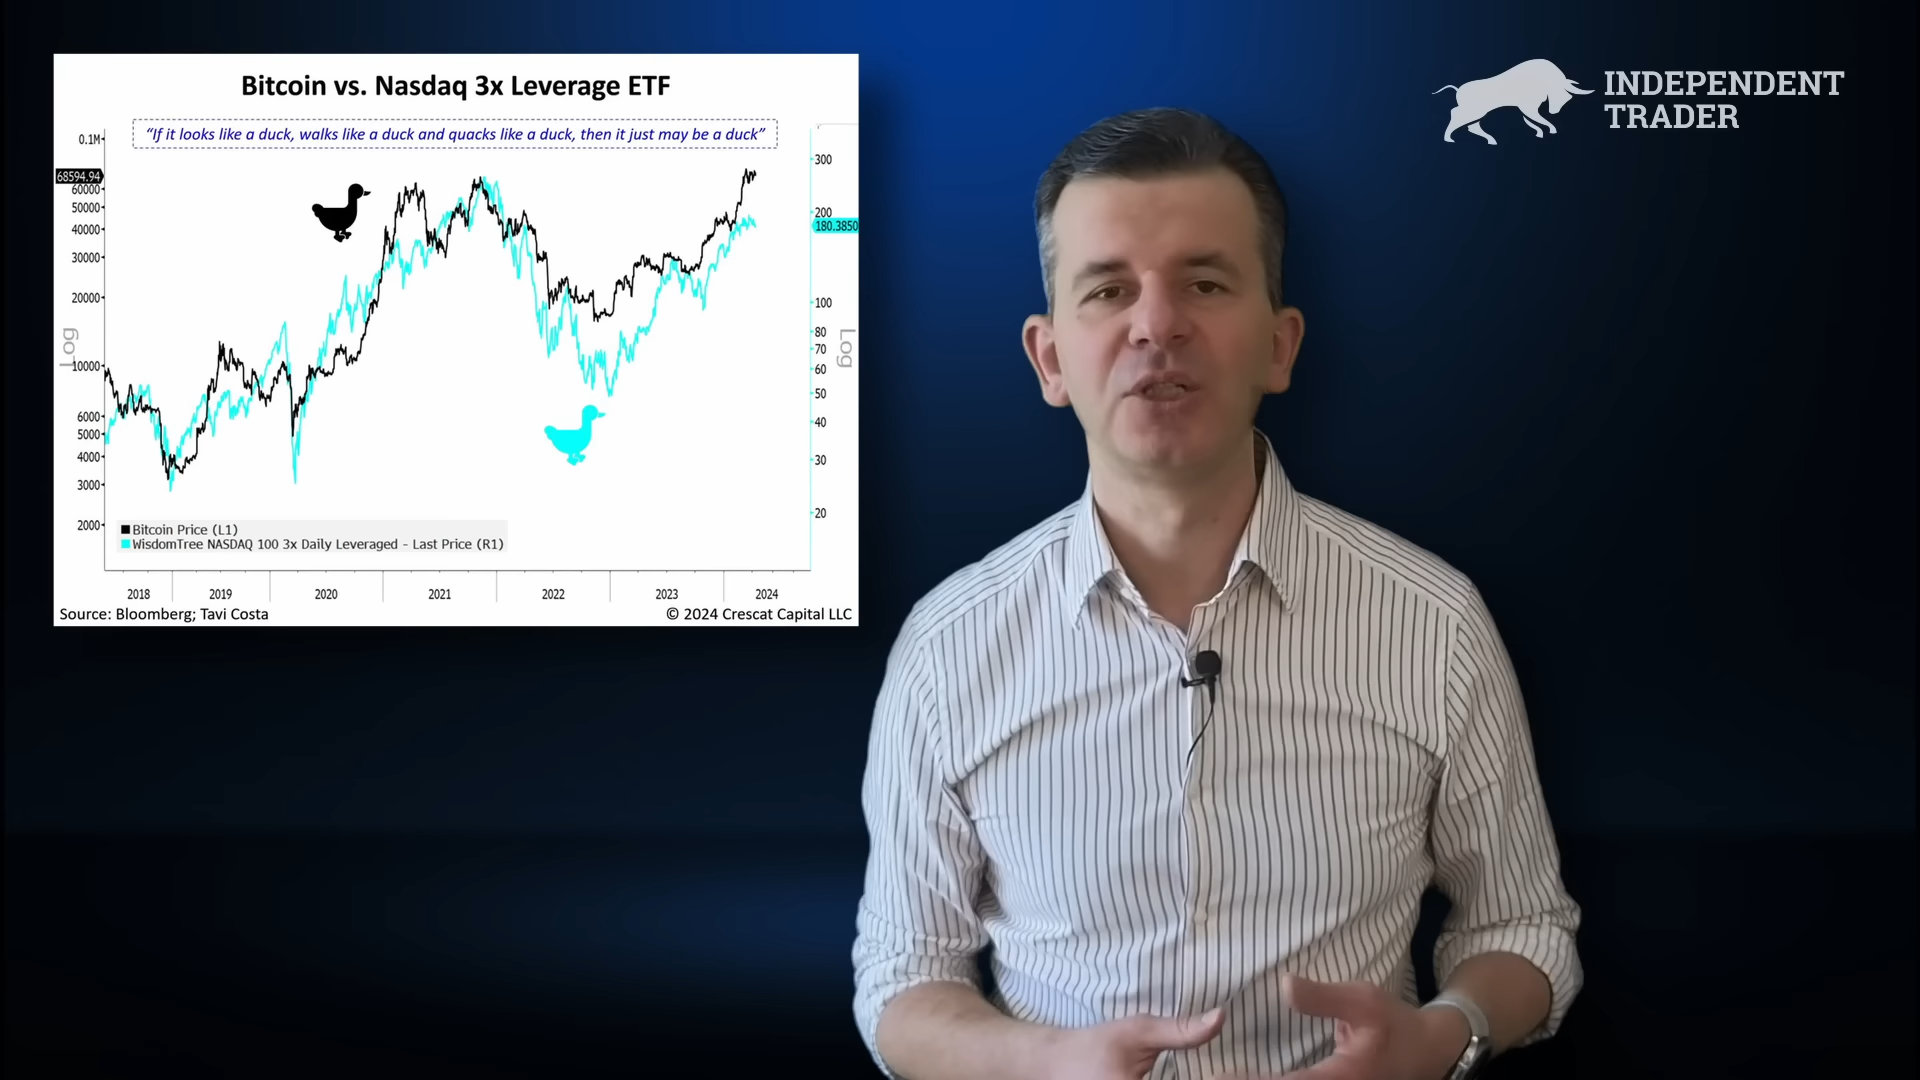 Bitcoin vs. Nasdaq 3x Leverage ETF
“If it looks like a duck, walks like a duck and quacks like a duck, then it just may be a duck”
0.1M
68594.94
60000
50000
40000
30000
20000
10000
6000
5000
4000
3000
2000
Log
300
200
180.3850
100
80
70
60
50
40
30
20
Log
Bitcoin Price (L1)
WisdomTree NASDAQ 100 3x Daily Leveraged - Last Price (R1)
2018 2019 2020 2021 2022 2023 2024
Source: Bloomberg; Tavi Costa
© 2024 Crescat Capital LLC
INDEPENDENT
TRADER